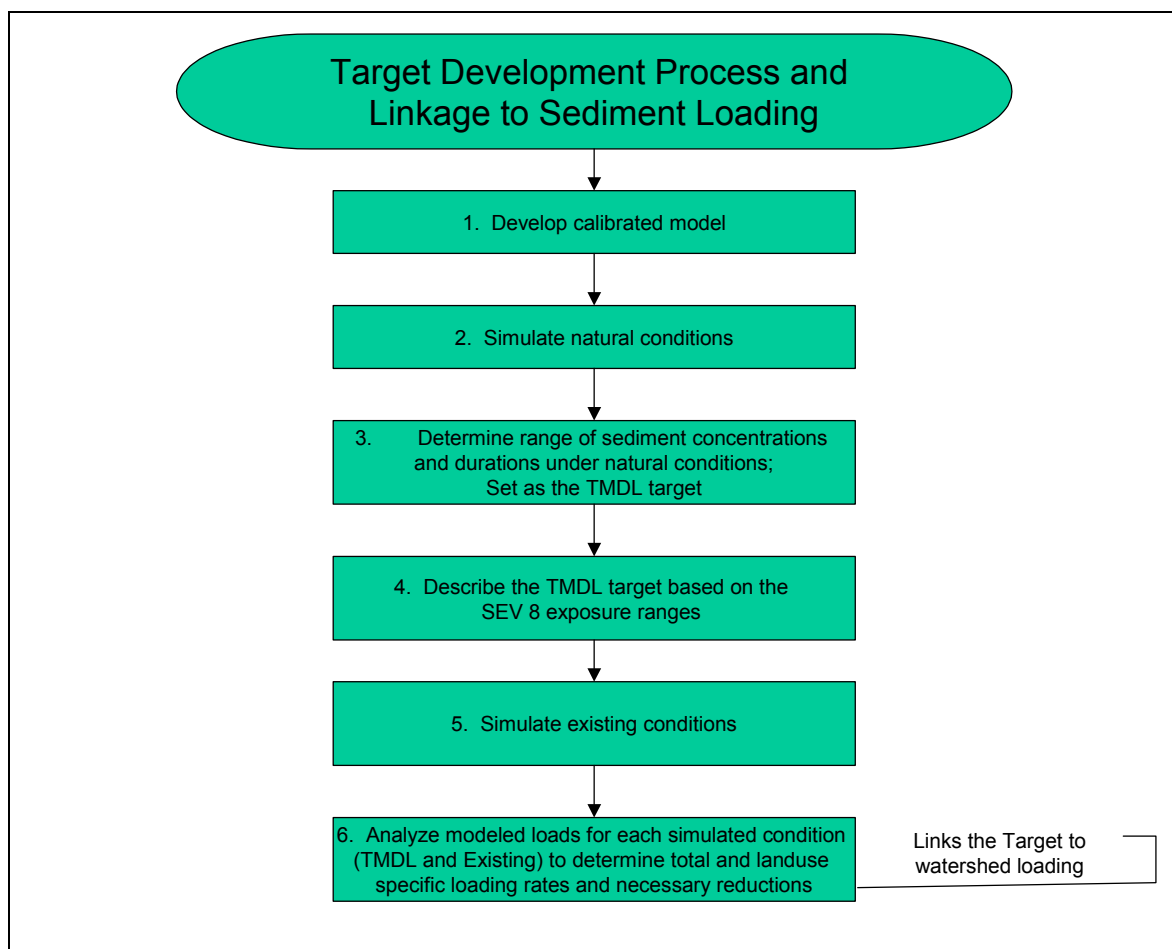 Target Development Process and
Linkage to Sediment Loading
1. Develop calibrated model
2. Simulate natural conditions
3. Determine range of sediment concentrations
and durations under natural conditions;
Set as the TMDL target
4. Describe the TMDL target based on the
SEV 8 exposure ranges
5. Simulate existing conditions
6. Analyze modeled loads for each simulated condition
(TMDL and Existing) to determine total and landuse
specific loading rates and necessary reductions
Links the Target to
watershed loading